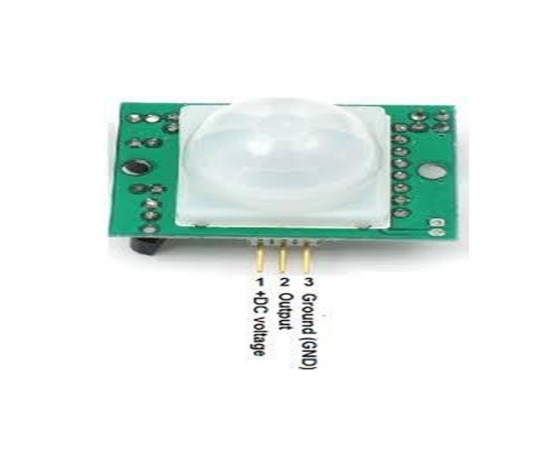 1 +DC voltage
2 Output
3 Ground (GND)